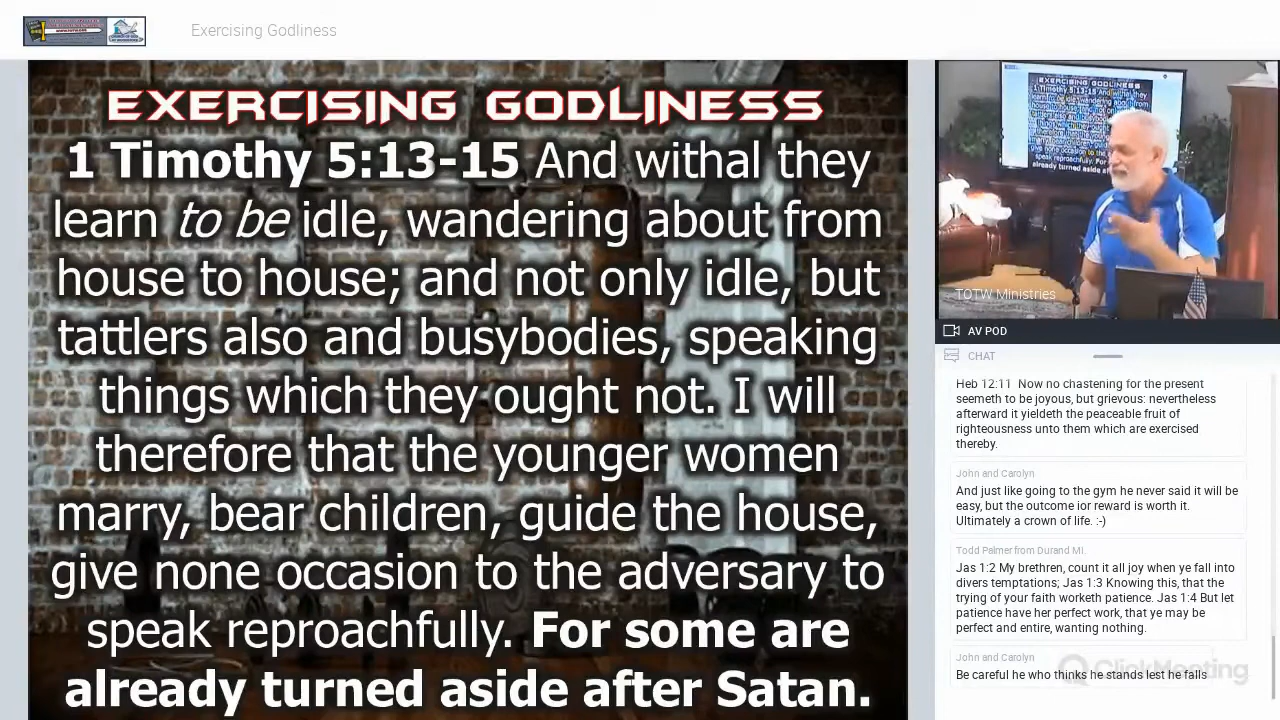 Exercising Godliness
EXERCISING GODLINESS
1 Timothy 5:13-15 And withal they
learn to be idle, wandering about from
house to house; and not only idle, but
tattlers also and busybodies, speaking
things which they ought not. I will
therefore that the younger women
marry, bear children, guide the house,
give none occasion to the adversary to
speak reproachfully. For some are
already turned aside after Satan.
EXERCISING GODLINESS
1 Timothy 5:13-15 And withal they
TOTW Ministries
AV POD
CHAT
Heb 12:11 Now no chastening for the present
seemeth to be joyous, but grievous: nevertheless
afterward it yieldeth the peaceable fruit of
righteousness unto them which are exercised
thereby.
John and Carolyn
And just like going to the gym he never said it will be
easy, but the outcome ior reward is worth it.
Ultimately a crown of life. :-)
Todd Palmer from Durand MI.
Jas 1:2 My brethren, count it all joy when ye fall into
divers temptations; Jas 1:3 Knowing this, that the
trying of your faith worketh patience. Jas 1:4 But let
patience have her perfect work, that ye may be
perfect and entire, wanting nothing.
John and Carolyn
Be careful he who thinks he stands lest he falls
ClickMeeting